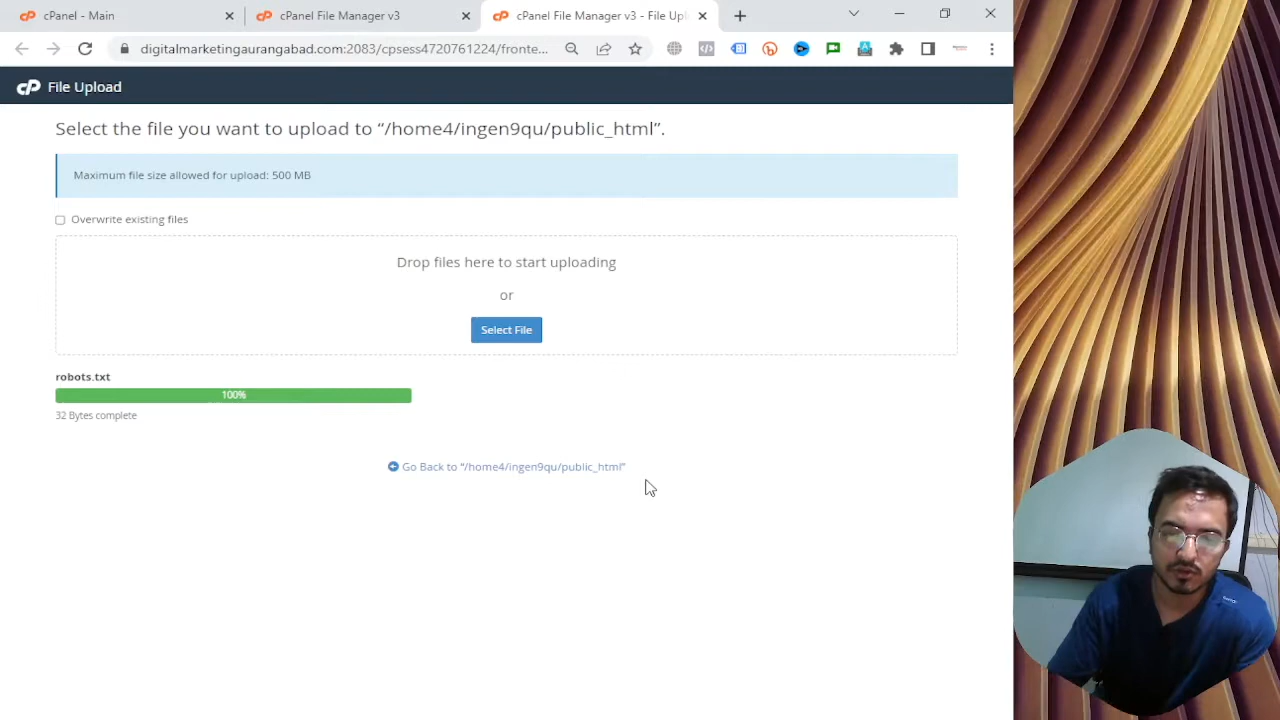 cPanel - Main
cPanel File Manager v3
cPanel File Manager v3 - File Upl
digitalmarketingaurangabad.com:2083/cpsess4720761224/fronte...
cP File Upload
Select the file you want to upload to “/home4/ingen9qu/public_html”.
Maximum file size allowed for upload: 500 MB
Overwrite existing files
Drop files here to start uploading
or
Select File
robots.txt
100%
32 Bytes complete
Go Back to “/home4/ingen9qu/public_html”